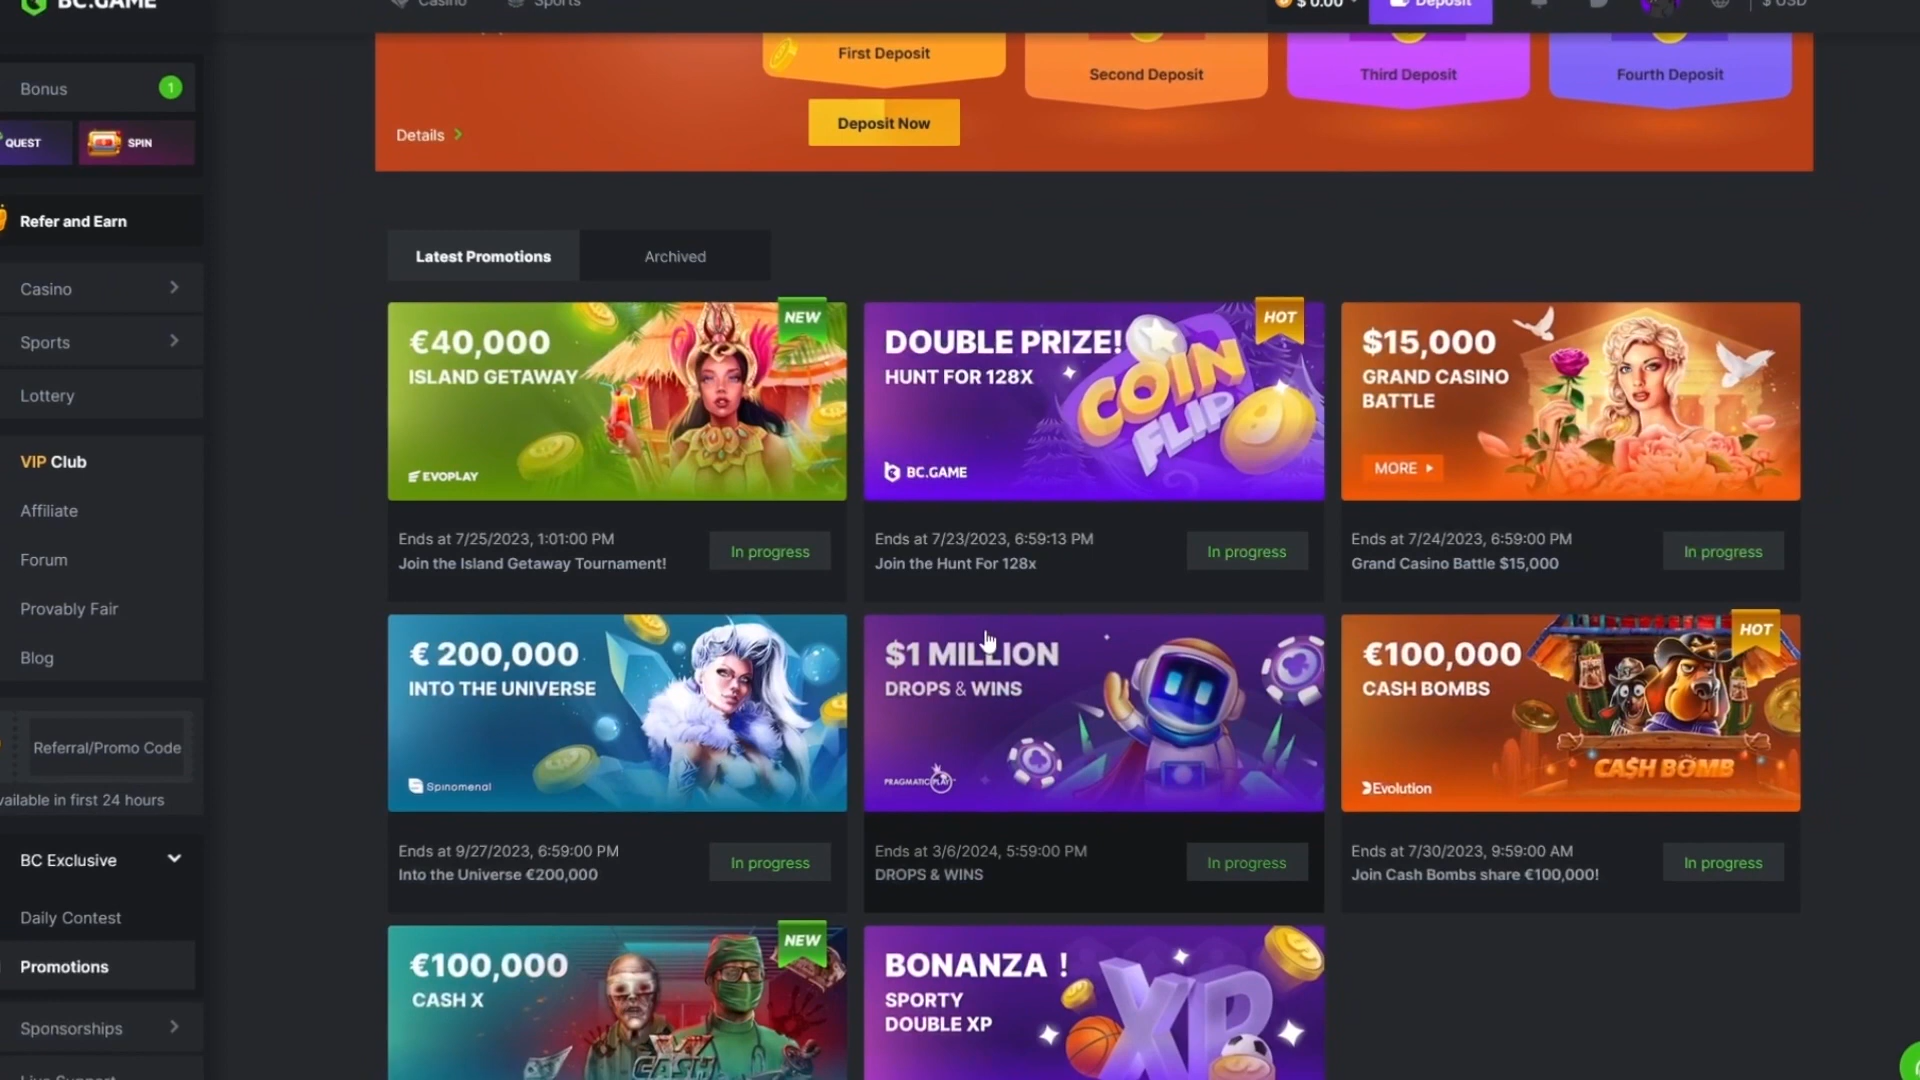 BC.GAME
Casino
Sports
$ 0.00
Deposit
$ USD
Bonus
1
QUEST
SPIN
Refer and Earn
Casino
Sports
Lottery
VIP Club
Affiliate
Forum
Provably Fair
Blog
Referral/Promo Code
vailable in first 24 hours
BC Exclusive
Daily Contest
Promotions
Sponsorships
Live Support
First Deposit
Second Deposit
Third Deposit
Fourth Deposit
Deposit Now
Details
Latest Promotions
Archived
€40,000
ISLAND GETAWAY
NEW
EVOPLAY
Ends at 7/25/2023, 1:01:00 PM
Join the Island Getaway Tournament!
In progress
DOUBLE PRIZE!
HUNT FOR 128X
HOT
COIN
FLIP
BC.GAME
Ends at 7/23/2023, 6:59:13 PM
Join the Hunt For 128x
In progress
$15,000
GRAND CASINO
BATTLE
MORE
Ends at 7/24/2023, 6:59:00 PM
Grand Casino Battle $15,000
In progress
€ 200,000
INTO THE UNIVERSE
Spinomenal
Ends at 9/27/2023, 6:59:00 PM
Into the Universe €200,000
In progress
$1 MILLION
DROPS & WINS
PRAGMATIC PLAY
Ends at 3/6/2024, 5:59:00 PM
DROPS & WINS
In progress
€100,000
CASH BOMBS
HOT
CA$H BOMB
Evolution
Ends at 7/30/2023, 9:59:00 AM
Join Cash Bombs share €100,000!
In progress
€100,000
CASH X
NEW
CASH
BONANZA !
SPORTY
DOUBLE XP
XP